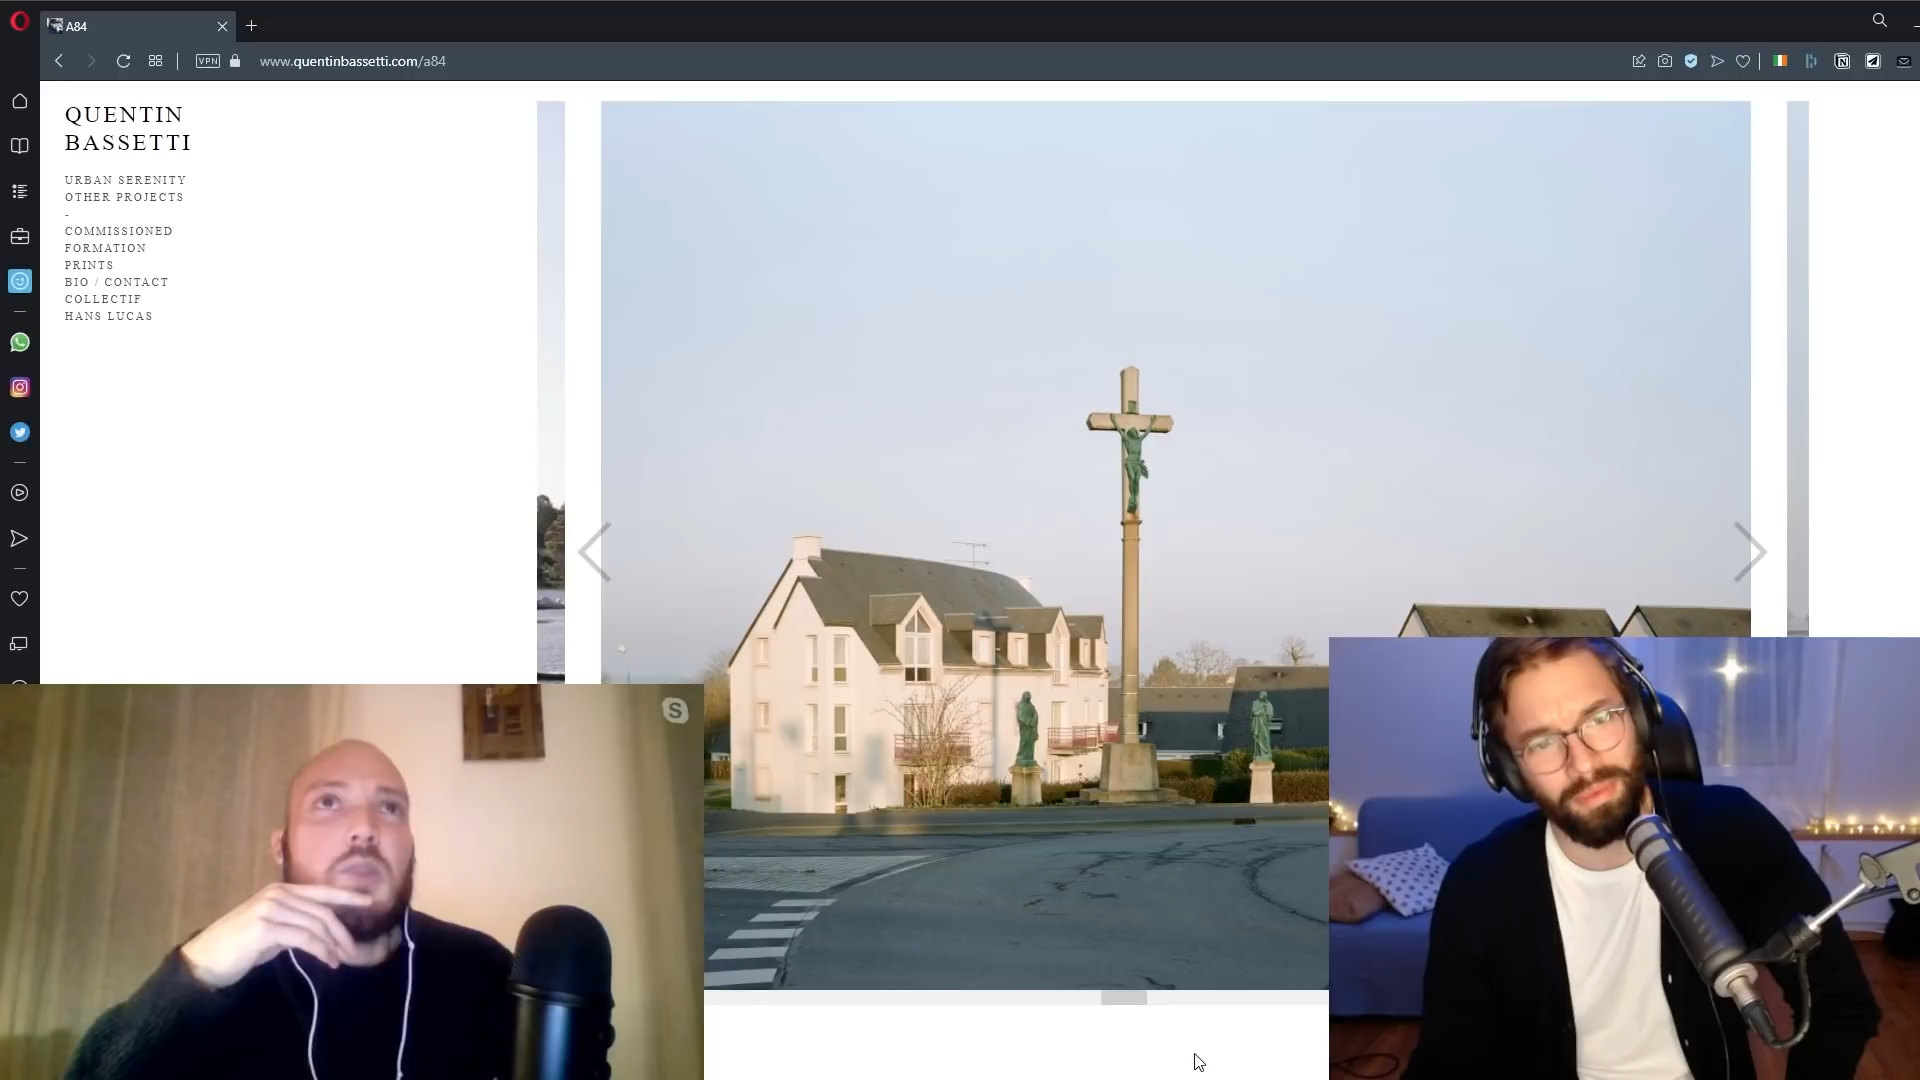 A84
VPN
www.quentinbassetti.com/a84
QUENTIN
BASSETTI
URBAN SERENITY
OTHER PROJECTS
-
COMMISSIONED
FORMATION
PRINTS
BIO / CONTACT
COLLECTIF
HANS LUCAS
S